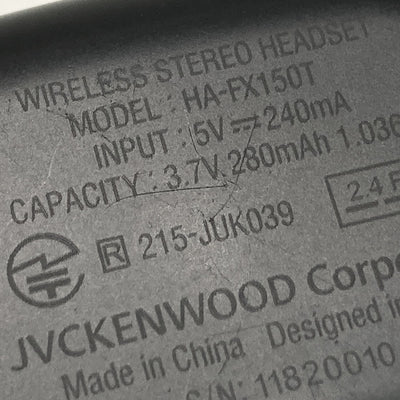 WIRELESS STEREO HEADSET
MODEL : HA-FX150T
INPUT : 5V⎓240mA
CAPACITY : 3.7V 280mAh 1.036
R 215-JUK039
2.4 F
JVCKENWOOD Corpo
Made in China Designed in
S/N: 11820010